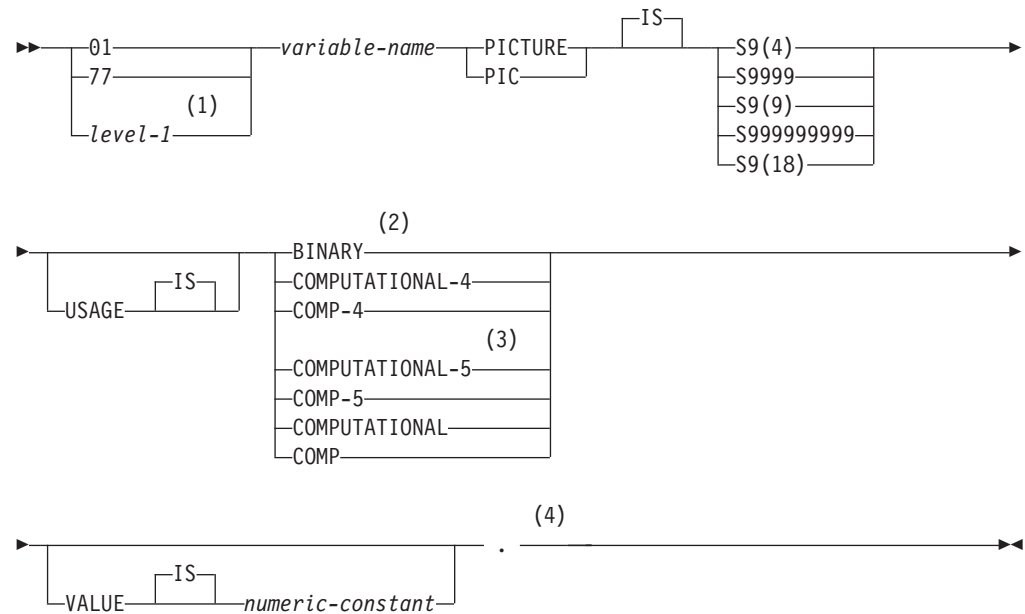 IS
01 variable-name PICTURE S9(4)
77 PIC S9999
(1) S9(9)
level-1 S999999999
S9(18)
(2)
BINARY
IS COMPUTATIONAL-4
USAGE COMP-4
(3)
COMPUTATIONAL-5
COMP-5
COMPUTATIONAL
COMP
(4)
.
IS
VALUE numeric-constant